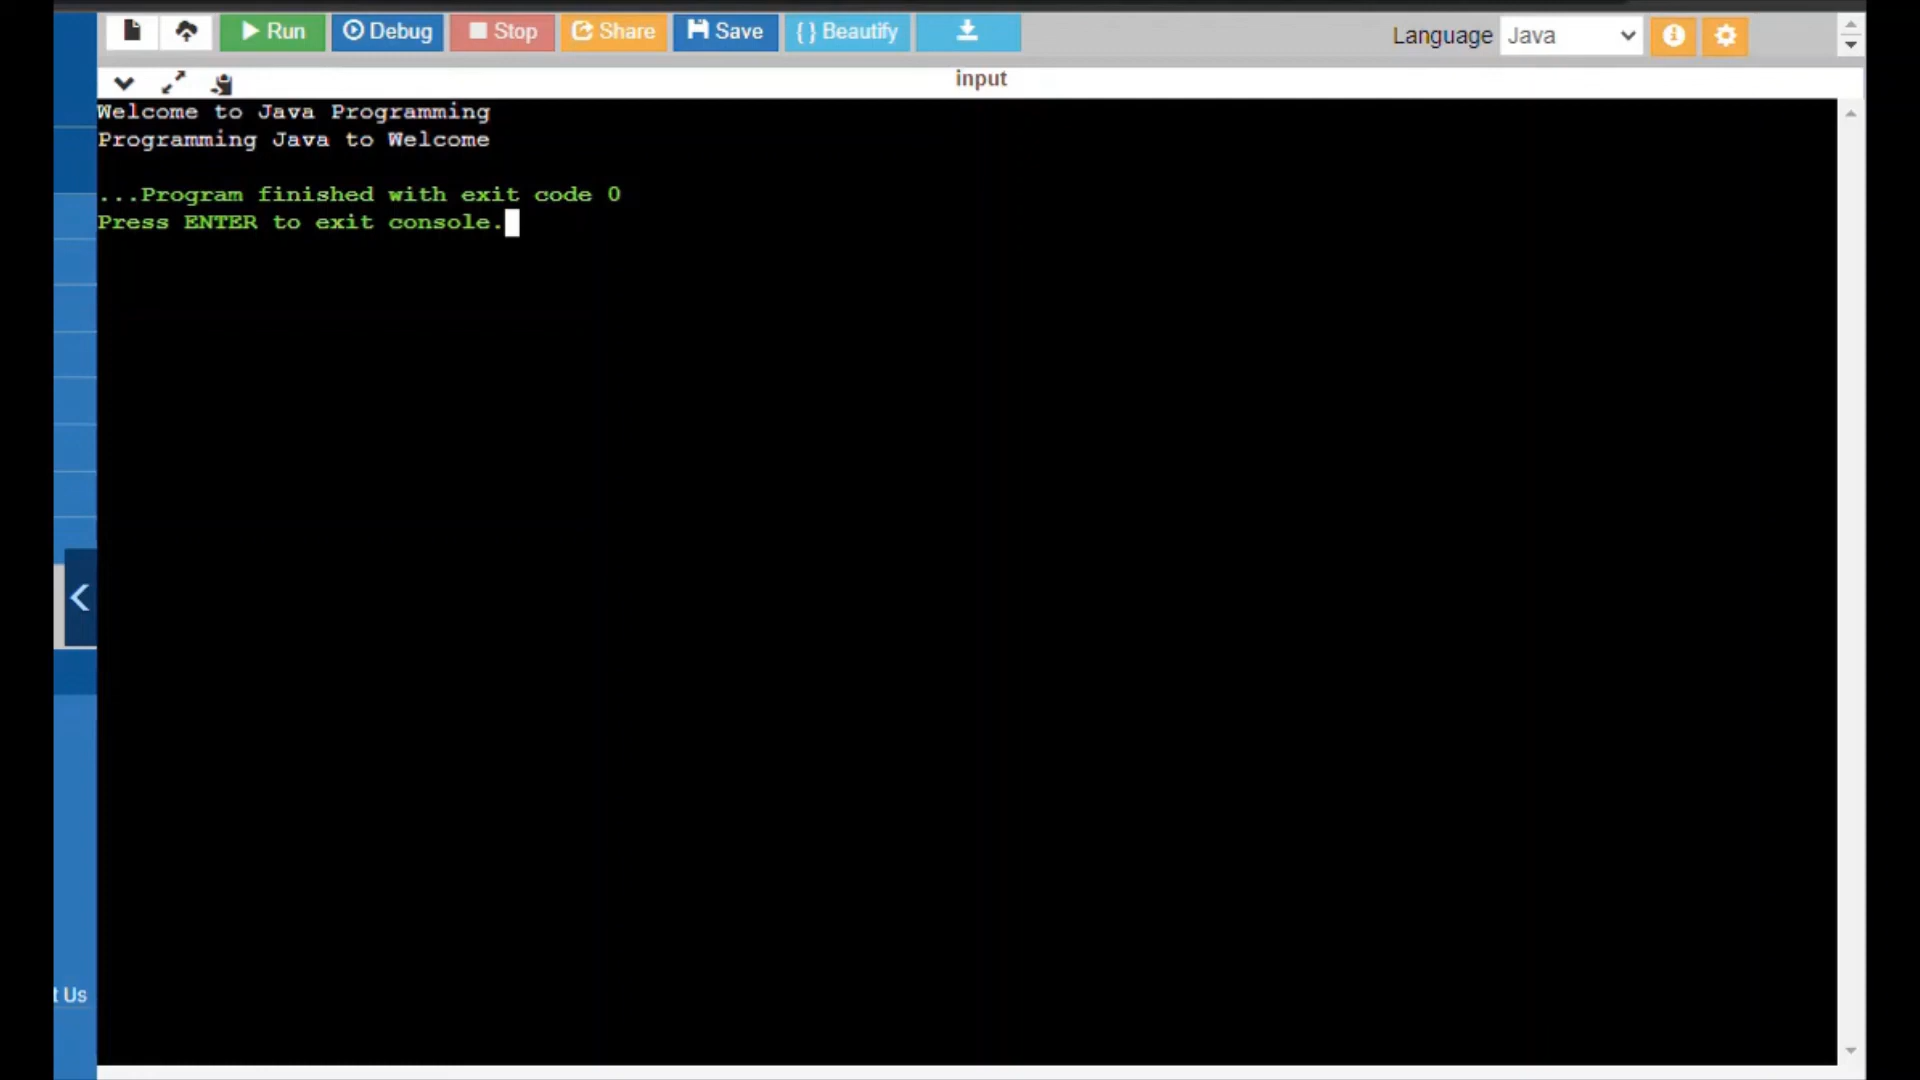 Run Debug Stop Share Save { } Beautify Language Java
input
Welcome to Java Programming
Programming Java to Welcome
...Program finished with exit code 0
Press ENTER to exit console.
t Us